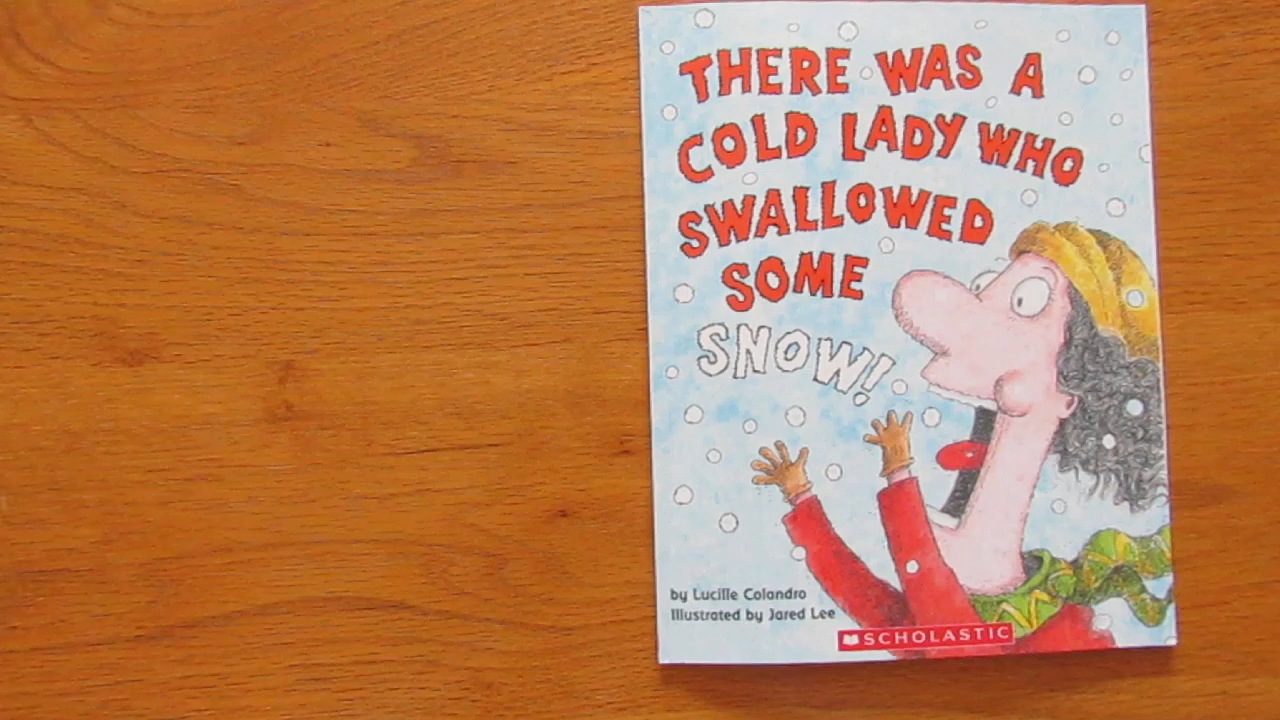 THERE WAS A
COLD LADY WHO
SWALLOWED
SOME
SNOW!
by Lucille Colandro
Illustrated by Jared Lee
SCHOLASTIC